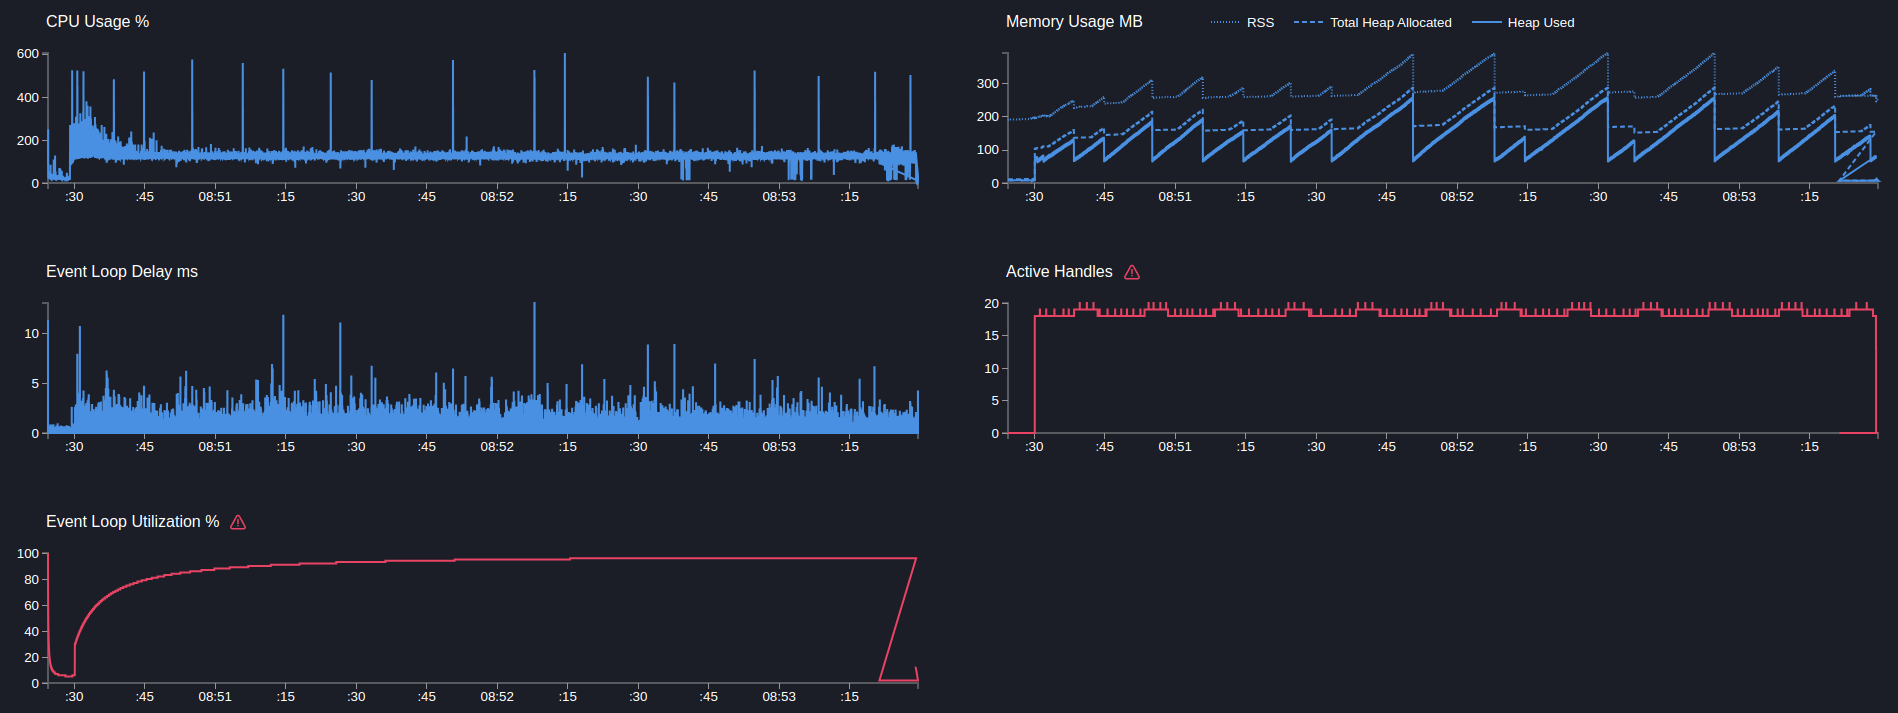 CPU Usage %
600
400
200
0
:30 :45 08:51 :15 :30 :45 08:52 :15 :30 :45 08:53 :15
Memory Usage MB
RSS Total Heap Allocated Heap Used
300
200
100
0
:30 :45 08:51 :15 :30 :45 08:52 :15 :30 :45 08:53 :15
Event Loop Delay ms
10
5
0
:30 :45 08:51 :15 :30 :45 08:52 :15 :30 :45 08:53 :15
Active Handles
20
15
10
5
0
:30 :45 08:51 :15 :30 :45 08:52 :15 :30 :45 08:53 :15
Event Loop Utilization %
100
80
60
40
20
0
:30 :45 08:51 :15 :30 :45 08:52 :15 :30 :45 08:53 :15